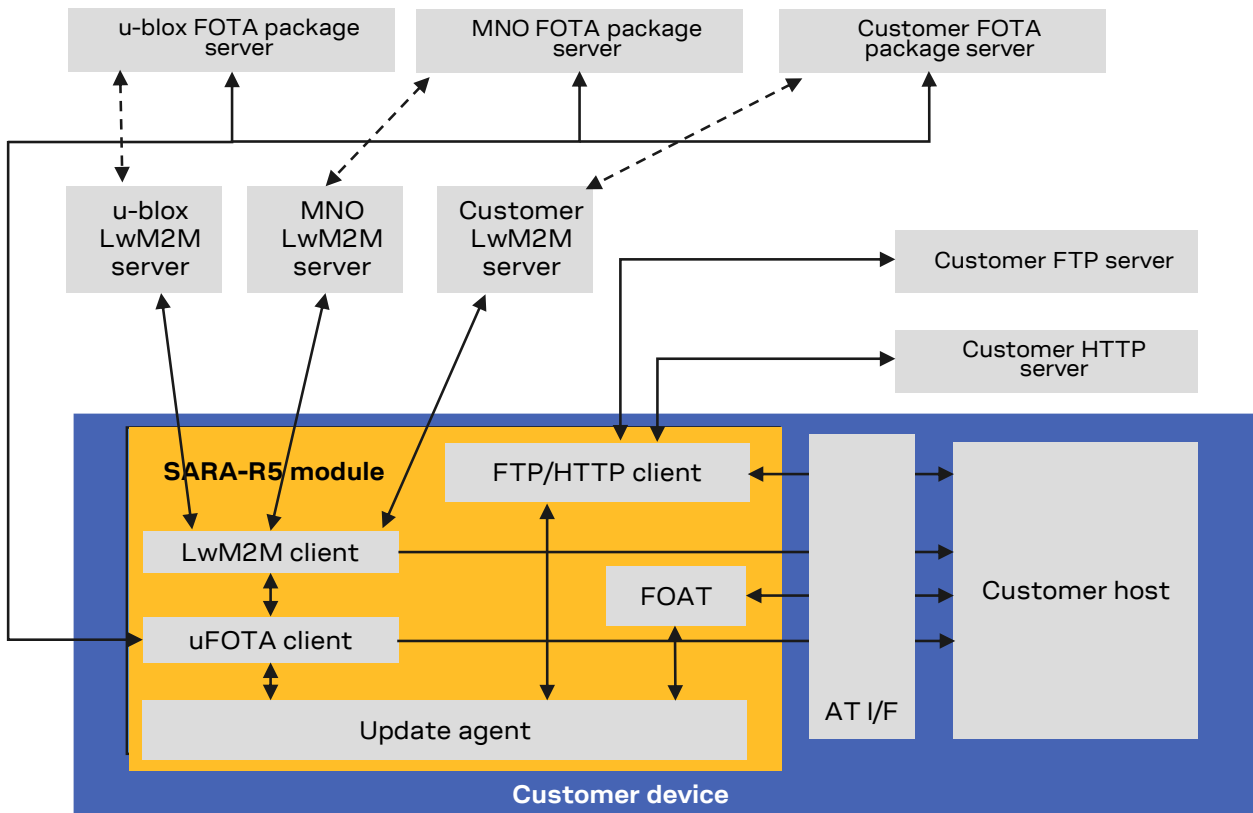 u-blox FOTA package
server
MNO FOTA package
server
Customer FOTA
package server
u-blox
LwM2M
server
MNO
LwM2M
server
Customer
LwM2M
server
Customer FTP server
Customer HTTP
server
SARA-R5 module
FTP/HTTP client
LwM2M client
FOAT
Customer host
uFOTA client
AT I/F
Update agent
Customer device